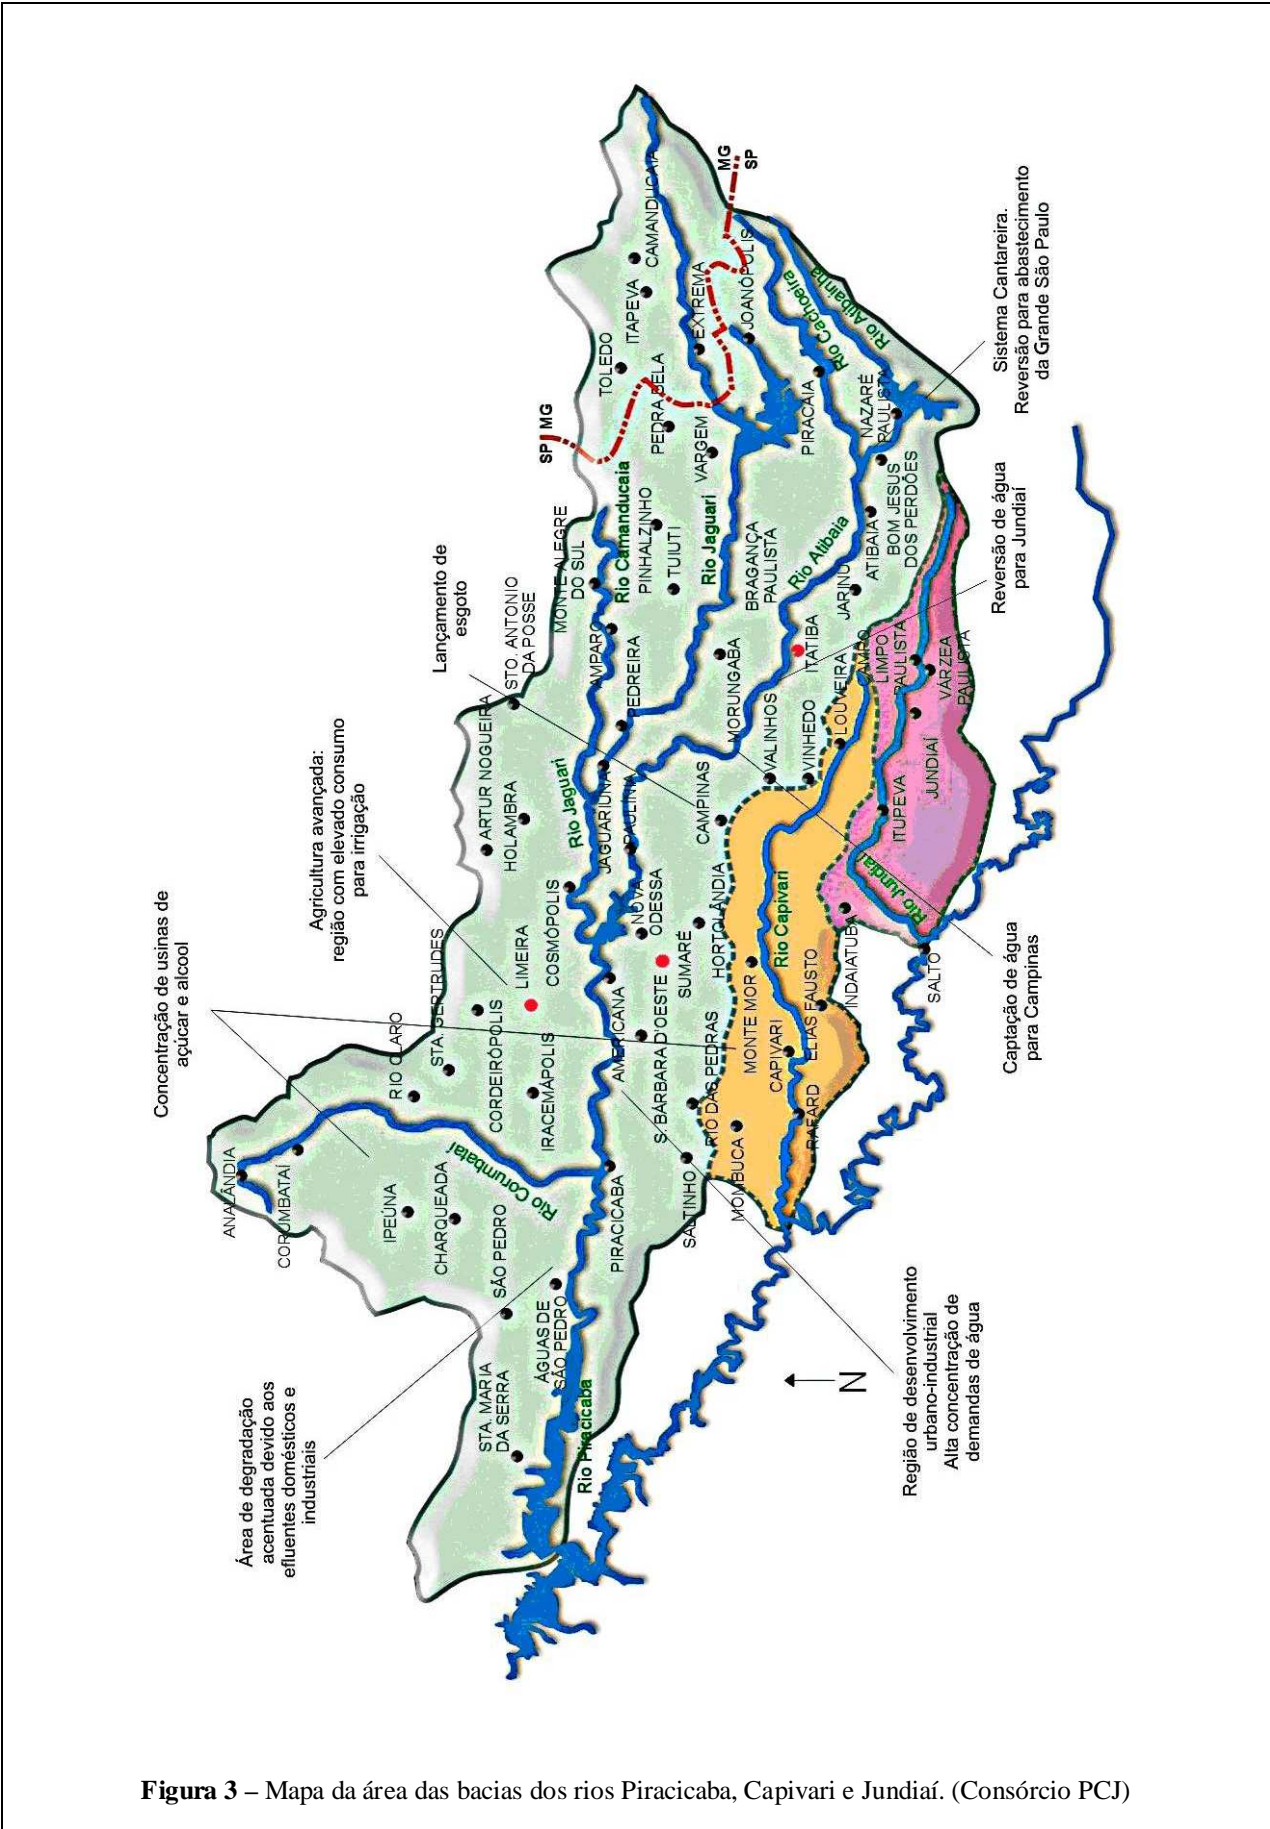 Área de degradação
acentuada devido aos
efluentes domésticos e
industriais
Concentração de usinas de
açúcar e alcool
Agricultura avançada:
região com elevado consumo
para irrigação
Lançamento de
esgoto
SP | MG
MG
SP
ANALÂNDIA
CORUMBATAÍ
IPEÚNA
CHARQUEADA
SÃO PEDRO
ÁGUAS DE
SÃO PEDRO
STA. MARIA
DA SERRA
Rio Piracicaba
Rio Corumbataí
RIO CLARO
STA. GERTRUDES
CORDEIRÓPOLIS
IRACEMÁPOLIS
LIMEIRA
COSMÓPOLIS
PIRACICABA
SALTINHO
AMERICANA
S. BÁRBARA D'OESTE
RIO DAS PEDRAS
NOVA
ODESSA
SUMARÉ
HORTOLÂNDIA
ARTUR NOGUEIRA
HOLAMBRA
STO. ANTONIO
DA POSSE
Rio Jaguari
JAGUARIÚNA
PAULÍNIA
CAMPINAS
PEDREIRA
AMPARO
MONTE ALEGRE
DO SUL
Rio Camanducaia
PINHALZINHO
TUIUTI
Rio Jaguari
BRAGANÇA
PAULISTA
MORUNGABA
VALINHOS
VINHEDO
ITATIBA
LOUVEIRA
Rio Atibaia
JARINU
ATIBAIA
BOM JESUS
DOS PERDÕES
TOLEDO
ITAPEVA
CAMANDUCAIA
PEDRA BELA
VARGEM
EXTREMA
JOANÓPOLIS
PIRACAIA
NAZARÉ
PAULISTA
Rio Cachoeira
Rio Atibainha
MOMBUCA
RAFARD
CAPIVARI
MONTE MOR
ELIAS FAUSTO
Rio Capivari
INDAIATUBA
SALTO
Rio Jundiaí
ITUPEVA
JUNDIAÍ
CAMPO
LIMPO
PAULISTA
VÁRZEA
PAULISTA
Sistema Cantareira.
Reversão para abastecimento
da Grande São Paulo
Reversão de água
para Jundiaí
Captação de água
para Campinas
Região de desenvolvimento
urbano-industrial
Alta concentração de
demandas de água
N
Figura 3 – Mapa da área das bacias dos rios Piracicaba, Capivari e Jundiaí. (Consórcio PCJ)